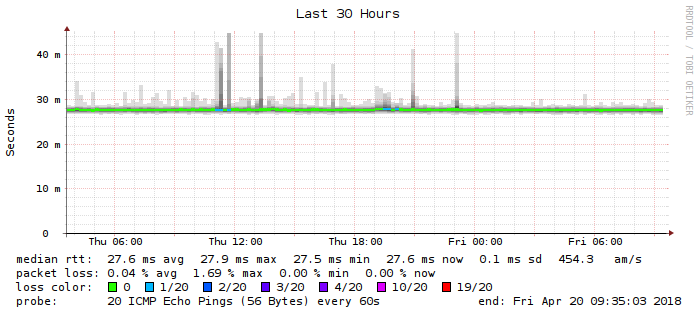 Last 30 Hours
RRDTOOL / TOBI OETIKER
Seconds
40 m
30 m
20 m
10 m
0
Thu 06:00 Thu 12:00 Thu 18:00 Fri 00:00 Fri 06:00
median rtt: 27.6 ms avg 27.9 ms max 27.5 ms min 27.6 ms now 0.1 ms sd 454.3 am/s
packet loss: 0.04 % avg 1.69 % max 0.00 % min 0.00 % now
loss color: 0 1/20 2/20 3/20 4/20 10/20 19/20
probe: 20 ICMP Echo Pings (56 Bytes) every 60s end: Fri Apr 20 09:35:03 2018